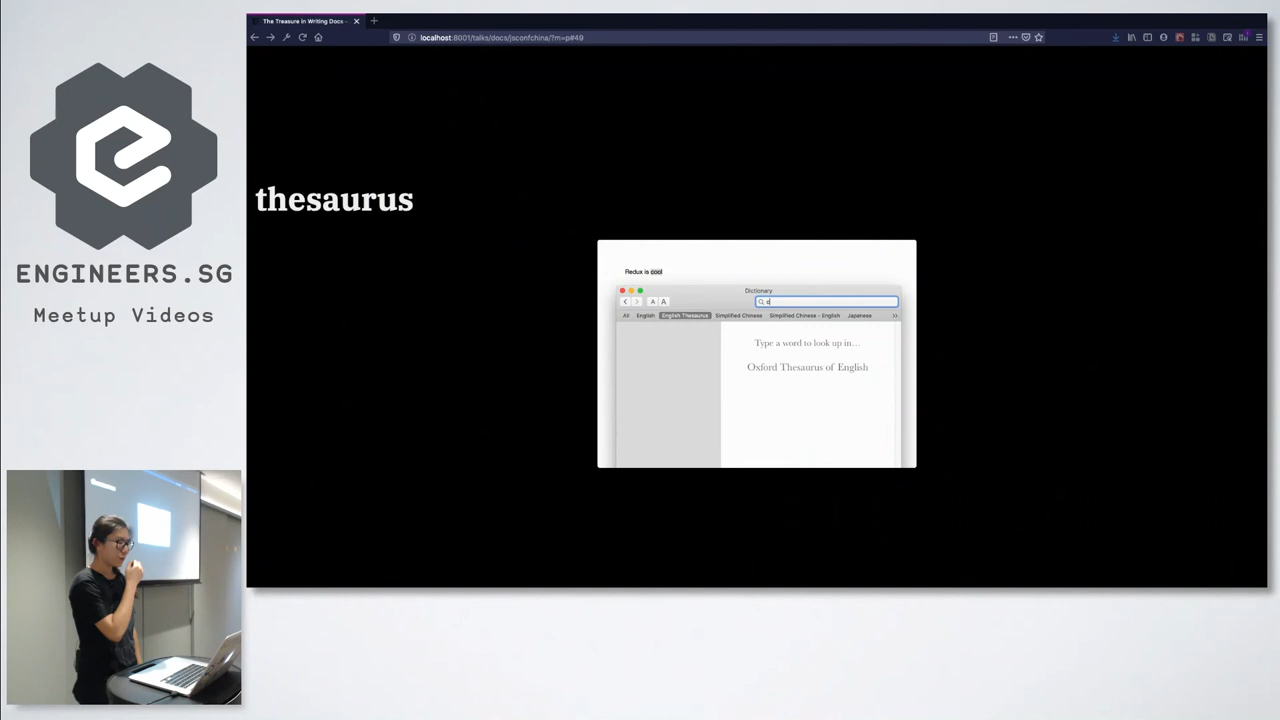 ENGINEERS.SG
Meetup Videos
The Treasure in Writing Docs -
localhost:8001/talks/docs/jsconfchina/?m=p#49
thesaurus
Redux is cool
Dictionary
A A
c
All English English Thesaurus Simplified Chinese Simplified Chinese - English Japanese
Type a word to look up in…
Oxford Thesaurus of English